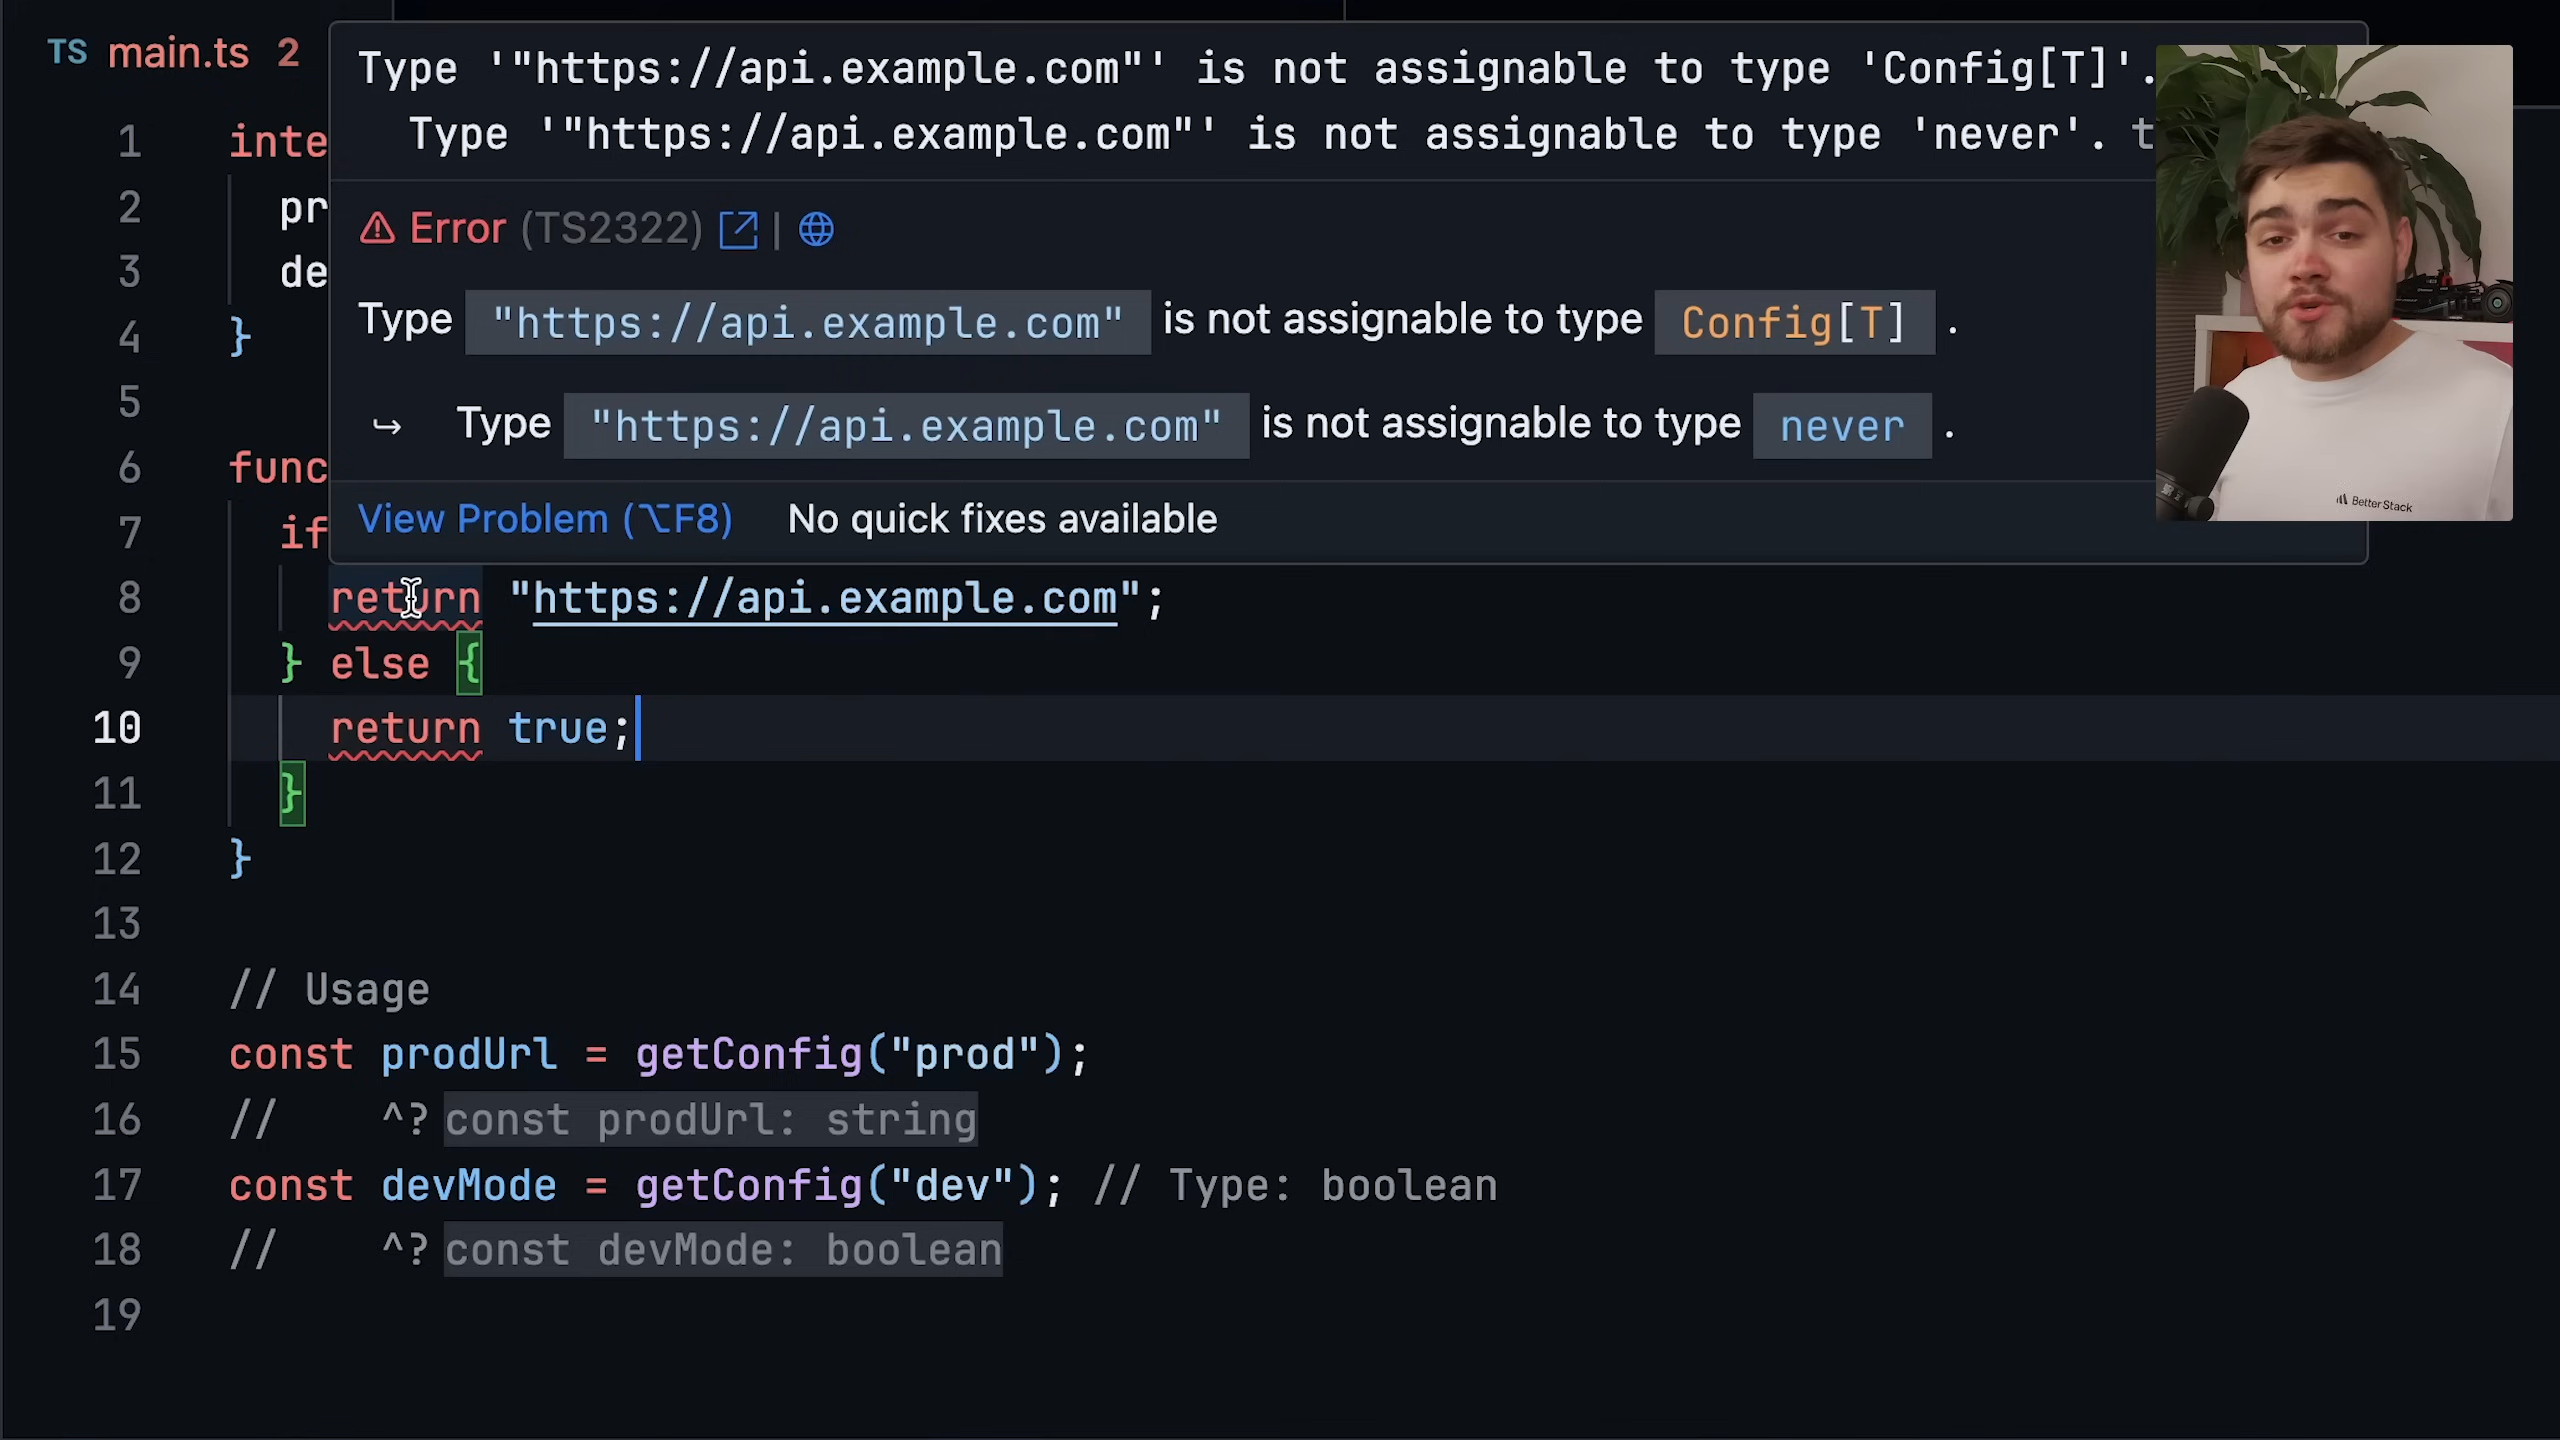 TS main.ts 2
Type '"https://api.example.com"' is not assignable to type 'Config[T]'.
Type '"https://api.example.com"' is not assignable to type 'never'. t
Error (TS2322) |
Type "https://api.example.com" is not assignable to type Config[T] .
↪ Type "https://api.example.com" is not assignable to type never .
View Problem (⌥F8) No quick fixes available
1 inte
2 pr
3 de
4 }
5
6 func
7 if
8 return "https://api.example.com";
9 } else {
10 return true;
11 }
12 }
13
14 // Usage
15 const prodUrl = getConfig("prod");
16 // ^? const prodUrl: string
17 const devMode = getConfig("dev"); // Type: boolean
18 // ^? const devMode: boolean
19
Better Stack